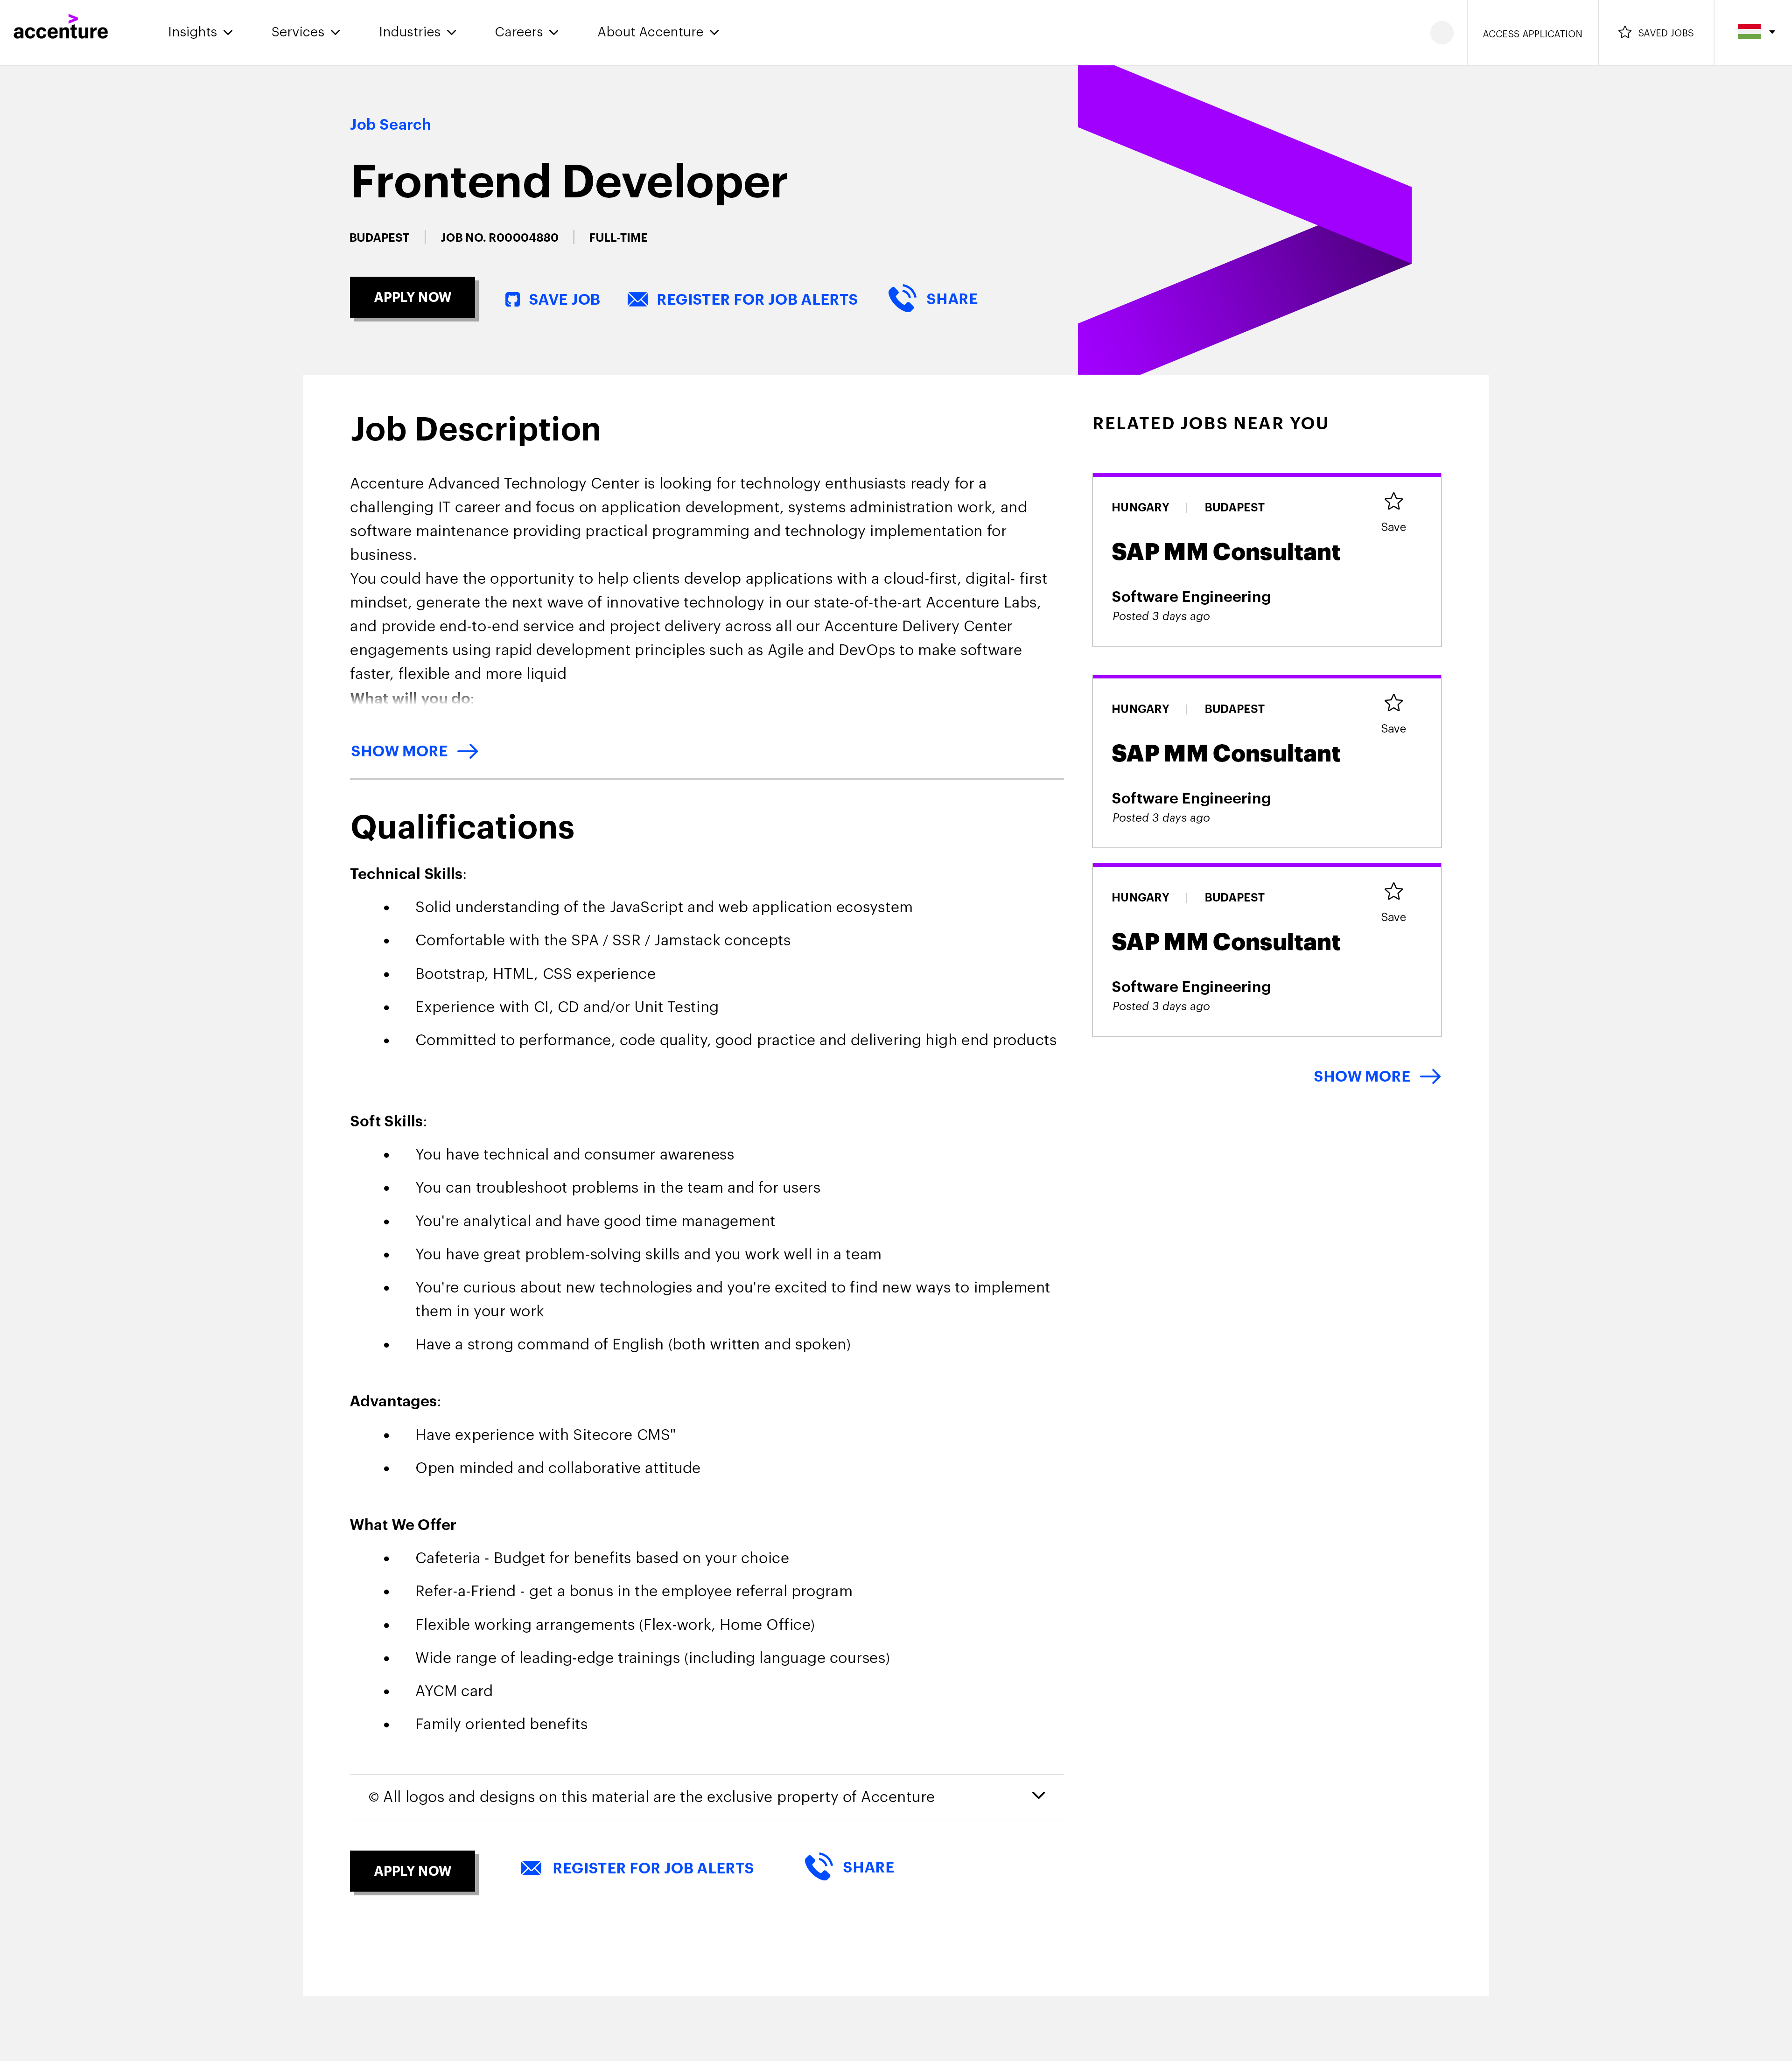 accenture
Insights
Services
Industries
Careers
About Accenture
ACCESS APPLICATION
SAVED JOBS
Job Search
Frontend Developer
BUDAPEST | JOB NO. R00004880 | FULL-TIME
APPLY NOW
SAVE JOB
REGISTER FOR JOB ALERTS
SHARE
Job Description
Accenture Advanced Technology Center is looking for technology enthusiasts ready for a
challenging IT career and focus on application development, systems administration work, and
software maintenance providing practical programming and technology implementation for
business.
You could have the opportunity to help clients develop applications with a cloud-first, digital- first
mindset, generate the next wave of innovative technology in our state-of-the-art Accenture Labs,
and provide end-to-end service and project delivery across all our Accenture Delivery Center
engagements using rapid development principles such as Agile and DevOps to make software
faster, flexible and more liquid
What will you do:
SHOW MORE
Qualifications
Technical Skills:
• Solid understanding of the JavaScript and web application ecosystem
• Comfortable with the SPA / SSR / Jamstack concepts
• Bootstrap, HTML, CSS experience
• Experience with CI, CD and/or Unit Testing
• Committed to performance, code quality, good practice and delivering high end products
Soft Skills:
• You have technical and consumer awareness
• You can troubleshoot problems in the team and for users
• You're analytical and have good time management
• You have great problem-solving skills and you work well in a team
• You're curious about new technologies and you're excited to find new ways to implement
them in your work
• Have a strong command of English (both written and spoken)
Advantages:
• Have experience with Sitecore CMS"
• Open minded and collaborative attitude
What We Offer
• Cafeteria - Budget for benefits based on your choice
• Refer-a-Friend - get a bonus in the employee referral program
• Flexible working arrangements (Flex-work, Home Office)
• Wide range of leading-edge trainings (including language courses)
• AYCM card
• Family oriented benefits
© All logos and designs on this material are the exclusive property of Accenture
APPLY NOW
REGISTER FOR JOB ALERTS
SHARE
RELATED JOBS NEAR YOU
HUNGARY | BUDAPEST
Save
SAP MM Consultant
Software Engineering
Posted 3 days ago
HUNGARY | BUDAPEST
Save
SAP MM Consultant
Software Engineering
Posted 3 days ago
HUNGARY | BUDAPEST
Save
SAP MM Consultant
Software Engineering
Posted 3 days ago
SHOW MORE